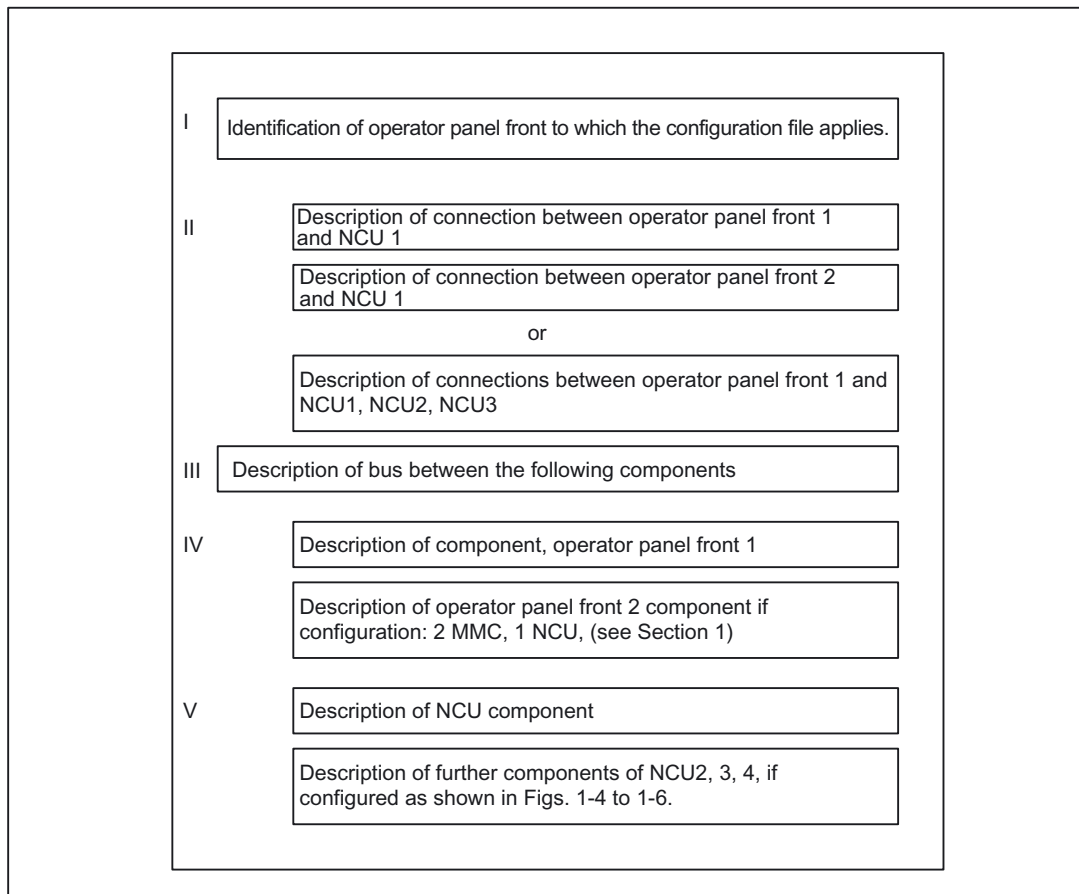 I
Identification of operator panel front to which the configuration file applies.
II
Description of connection between operator panel front 1
and NCU 1
Description of connection between operator panel front 2
and NCU 1
or
Description of connections between operator panel front 1 and
NCU1, NCU2, NCU3
III
Description of bus between the following components
IV
Description of component, operator panel front 1
Description of operator panel front 2 component if
configuration: 2 MMC, 1 NCU, (see Section 1)
V
Description of NCU component
Description of further components of NCU2, 3, 4, if
configured as shown in Figs. 1-4 to 1-6.